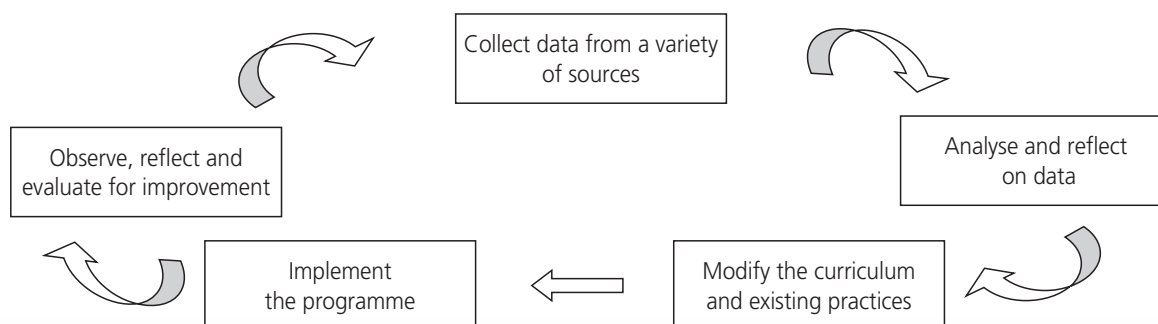 Collect data from a variety
of sources
Analyse and reflect
on data
Modify the curriculum
and existing practices
Implement
the programme
Observe, reflect and
evaluate for improvement